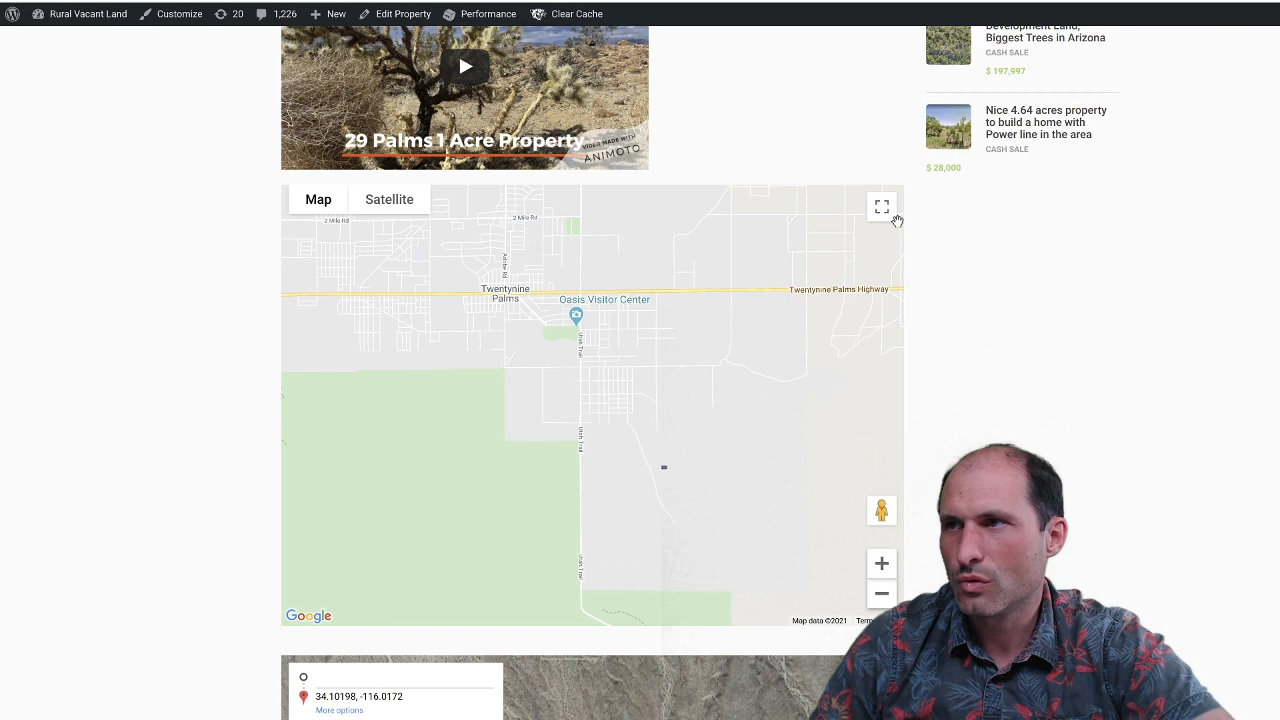 Rural Vacant Land Customize 20 1,226 New Edit Property Performance Clear Cache
29 Palms 1 Acre Property
VIDEO MADE WITH
ANIMOTO
Development Land,
Biggest Trees in Arizona
CASH SALE
$ 197,997
Nice 4.64 acres property
to build a home with
Power line in the area
CASH SALE
$ 28,000
Map Satellite
2 Mile Rd
2 Mile Rd
Adobe Rd
Twentynine
Palms
Twentynine Palms Highway
Oasis Visitor Center
Utah Trail
Utah Trail
Utah Trail
Google
Map data ©2021
34.10198, -116.0172
More options